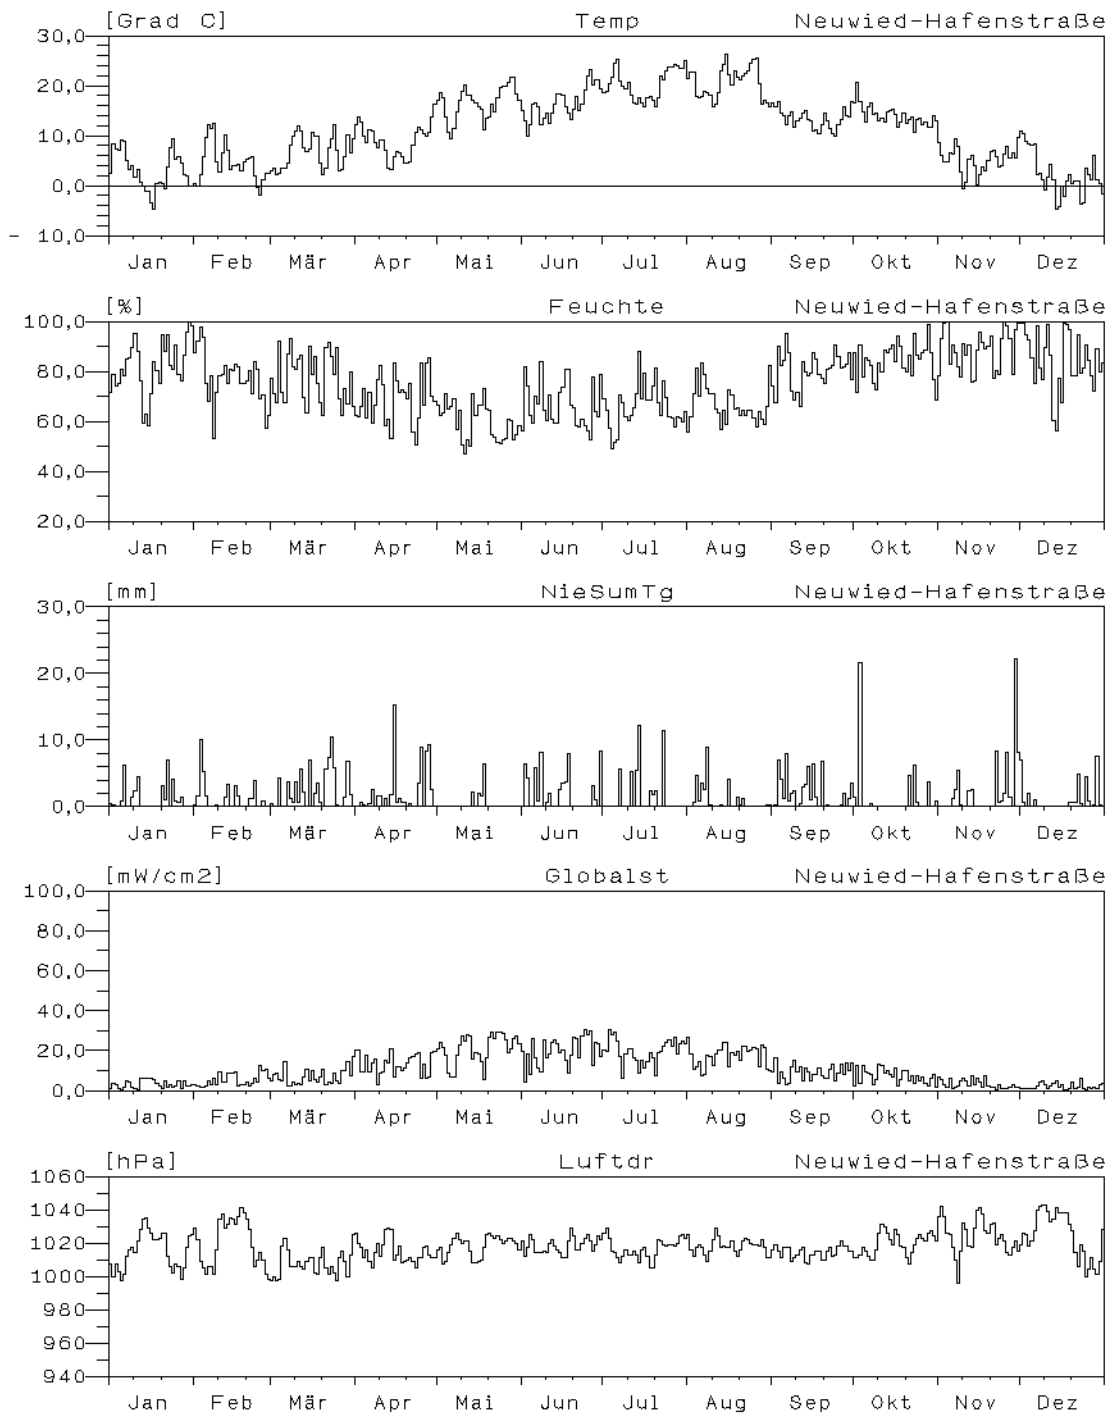 [Grad C] Temp Neuwied-Hafenstraße
30,0
20,0
10,0
0,0
- 10,0
Jan Feb Mär Apr Mai Jun Jul Aug Sep Okt Nov Dez
[%] Feuchte Neuwied-Hafenstraße
100,0
80,0
60,0
40,0
20,0
Jan Feb Mär Apr Mai Jun Jul Aug Sep Okt Nov Dez
[mm] NieSumTg Neuwied-Hafenstraße
30,0
20,0
10,0
0,0
Jan Feb Mär Apr Mai Jun Jul Aug Sep Okt Nov Dez
[mW/cm2] Globalst Neuwied-Hafenstraße
100,0
80,0
60,0
40,0
20,0
0,0
Jan Feb Mär Apr Mai Jun Jul Aug Sep Okt Nov Dez
[hPa] Luftdr Neuwied-Hafenstraße
1060
1040
1020
1000
980
960
940
Jan Feb Mär Apr Mai Jun Jul Aug Sep Okt Nov Dez